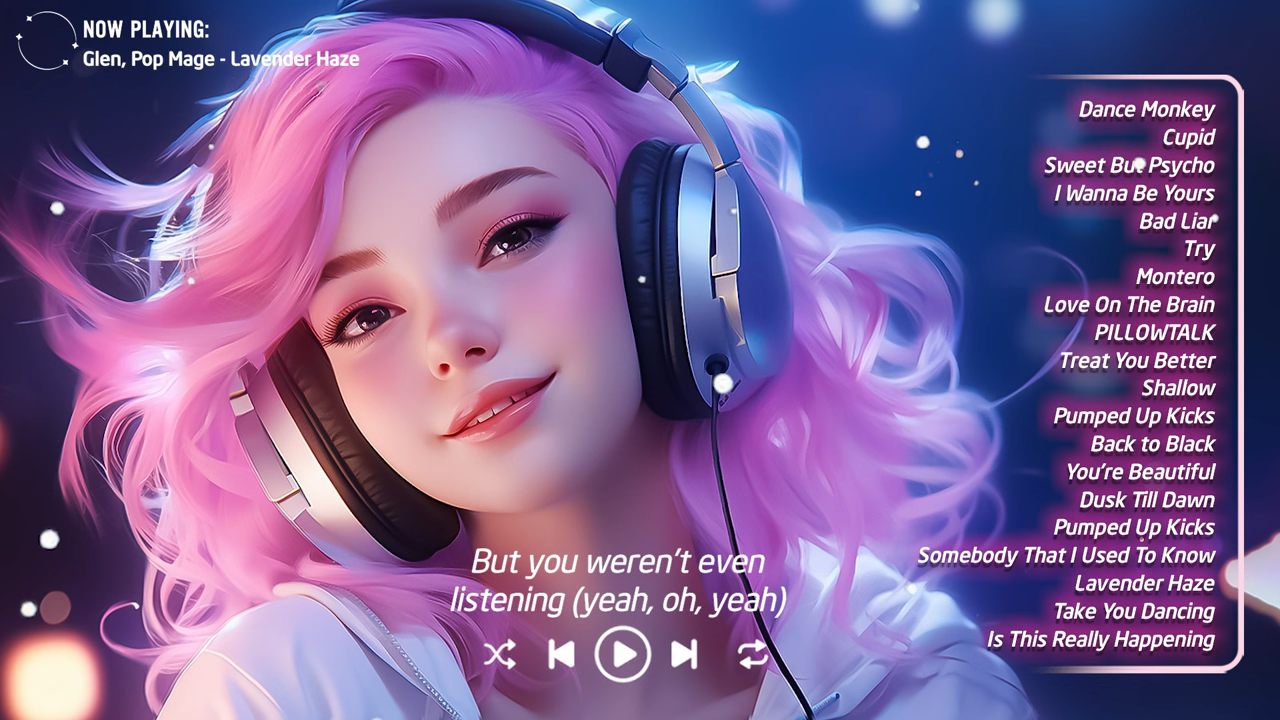 NOW PLAYING:
Glen, Pop Mage - Lavender Haze
Dance Monkey
Cupid
Sweet But Psycho
I Wanna Be Yours
Bad Liar
Try
Montero
Love On The Brain
PILLOWTALK
Treat You Better
Shallow
Pumped Up Kicks
Back to Black
You're Beautiful
Dusk Till Dawn
Pumped Up Kicks
Somebody That I Used To Know
Lavender Haze
Take You Dancing
Is This Really Happening
But you weren't even
listening (yeah, oh, yeah)